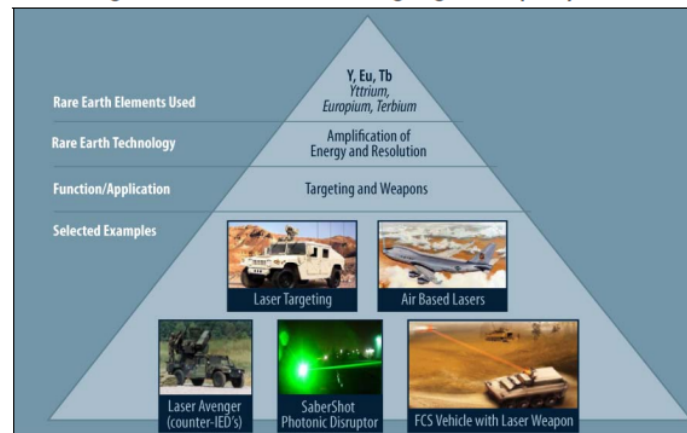 Y, Eu, Tb
Yttrium,
Europium, Terbium
Rare Earth Elements Used
Amplification of
Energy and Resolution
Rare Earth Technology
Function/Application
Targeting and Weapons
Selected Examples
Laser Targeting
Air Based Lasers
Laser Avenger
(counter-IED's)
SaberShot
Photonic Disruptor
FCS Vehicle with Laser Weapon